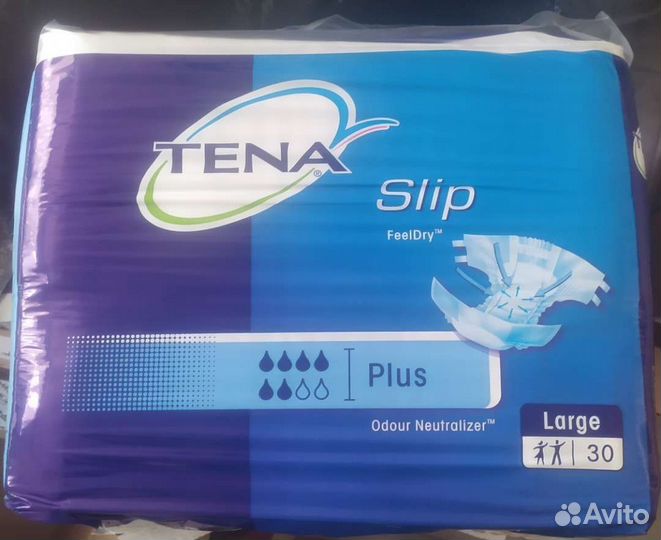 TENA®
Slip
FeelDry™
Plus
Odour Neutralizer™
Large
30
Avito